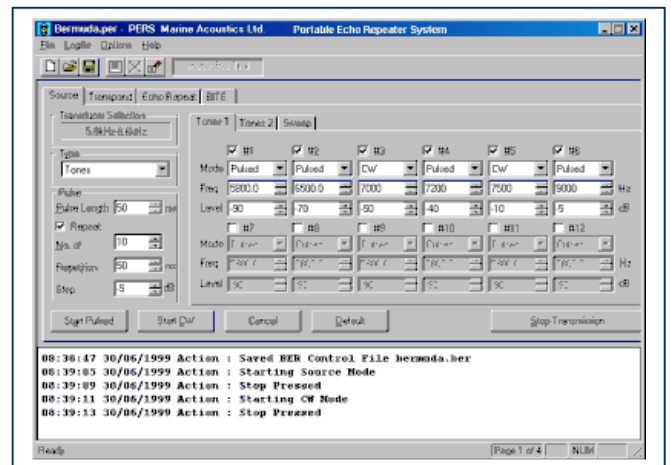 Bermuda.per - PERS Marine Acoustics Ltd. Portable Echo Repeater System
File Logfile Options Help
Source Transpond Echo Repeat BITE
Transducer Selection
Tones 1 Tones 2 Sweep
#1 #2 #3 #4 #5 #6
Type
Mode Pulsed Pulsed CW Pulsed CW Pulsed
Tones
Freq 5800.0 6500.0 7000 7200 7500 9000 Hz
Pulse
Pulse Length 50 ms
Level -90 -70 -50 -40 -10 -5 dB
Repeat
#7 #8 #9 #10 #11 #12
No. of 10
Mode
Repetition 50 ms
Freq Hz
Step -5 dB
Level dB
Start Pulsed Start CW Cancel Default Stop Transmission
08:38:47 30/06/1999 Action : Saved BER Control File bermuda.ber
08:39:05 30/06/1999 Action : Starting Source Mode
08:39:09 30/06/1999 Action : Stop Pressed
08:39:11 30/06/1999 Action : Starting CW Mode
08:39:13 30/06/1999 Action : Stop Pressed
Ready Page 1 of 4 NUM